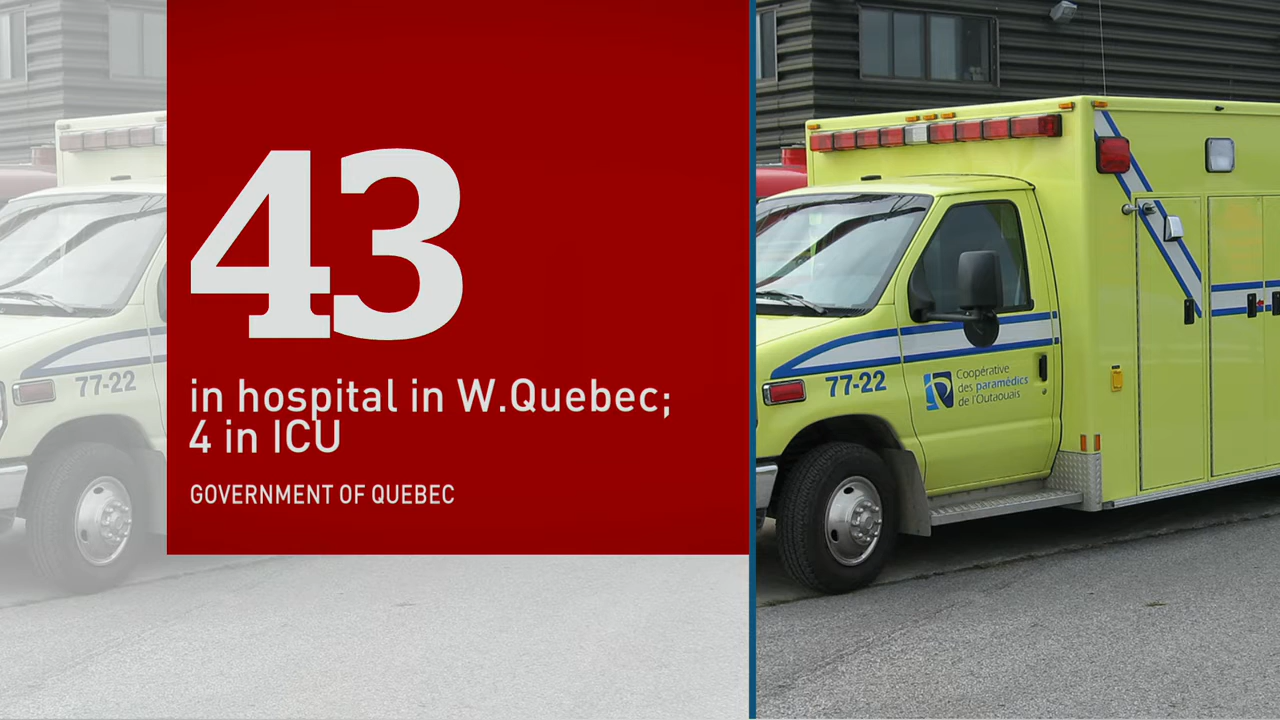 43
in hospital in W.Quebec;
4 in ICU
GOVERNMENT OF QUEBEC
77-22
77-22
Coopérative
des paramédics
de l'Outaouais